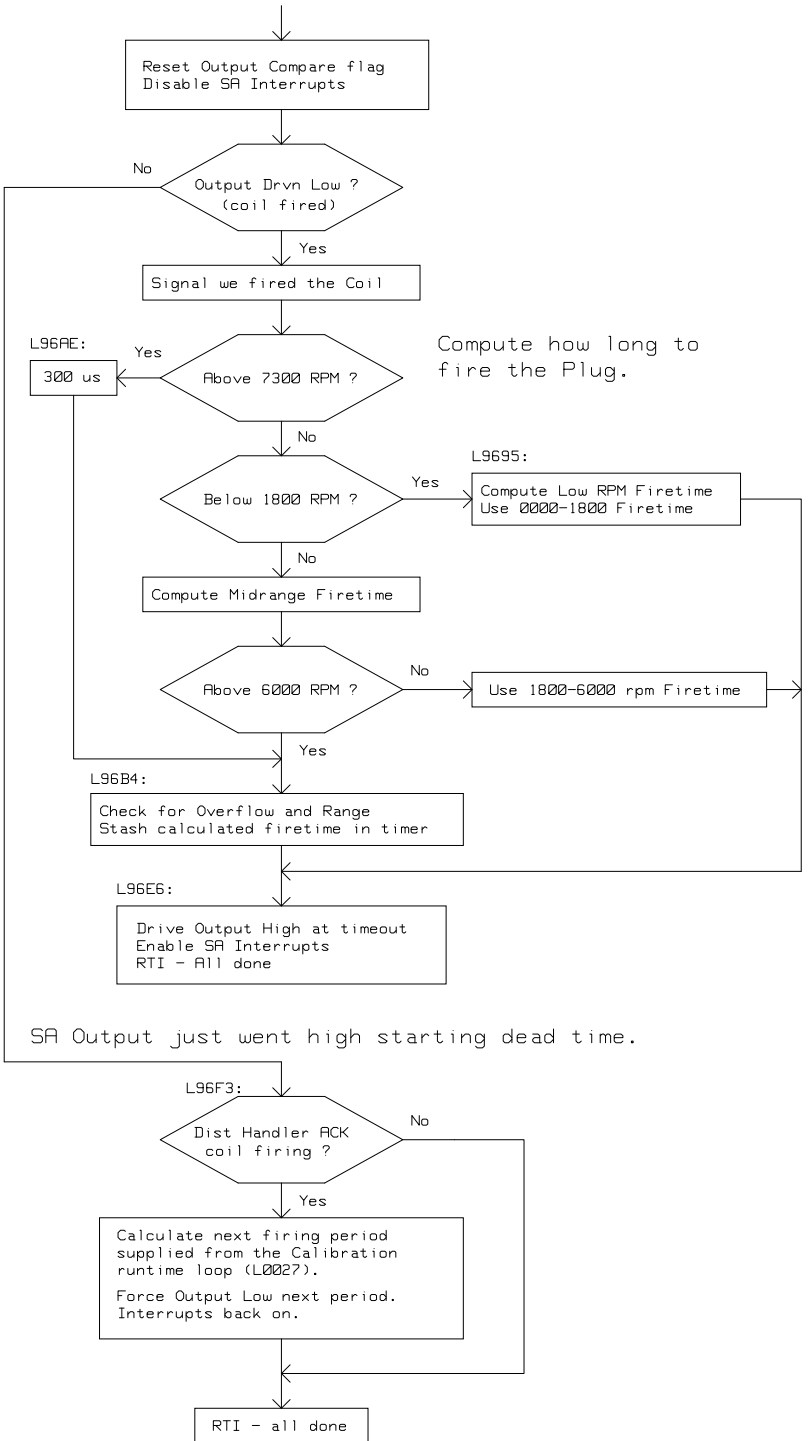 Reset Output Compare flag
Disable SA Interrupts
No
Output Drvn Low ?
(coil fired)
Yes
Signal we fired the Coil
L96AE:
Yes
300 us
Above 7300 RPM ?
Compute how long to
fire the Plug.
No
L9695:
Below 1800 RPM ?
Yes
Compute Low RPM Firetime
Use 0000-1800 Firetime
No
Compute Midrange Firetime
Above 6000 RPM ?
No
Use 1800-6000 rpm Firetime
Yes
L96B4:
Check for Overflow and Range
Stash calculated firetime in timer
L96E6:
Drive Output High at timeout
Enable SA Interrupts
RTI - All done
SA Output just went high starting dead time.
L96F3:
Dist Handler ACK
coil firing ?
No
Yes
Calculate next firing period
supplied from the Calibration
runtime loop (L0027).
Force Output Low next period.
Interrupts back on.
RTI - all done